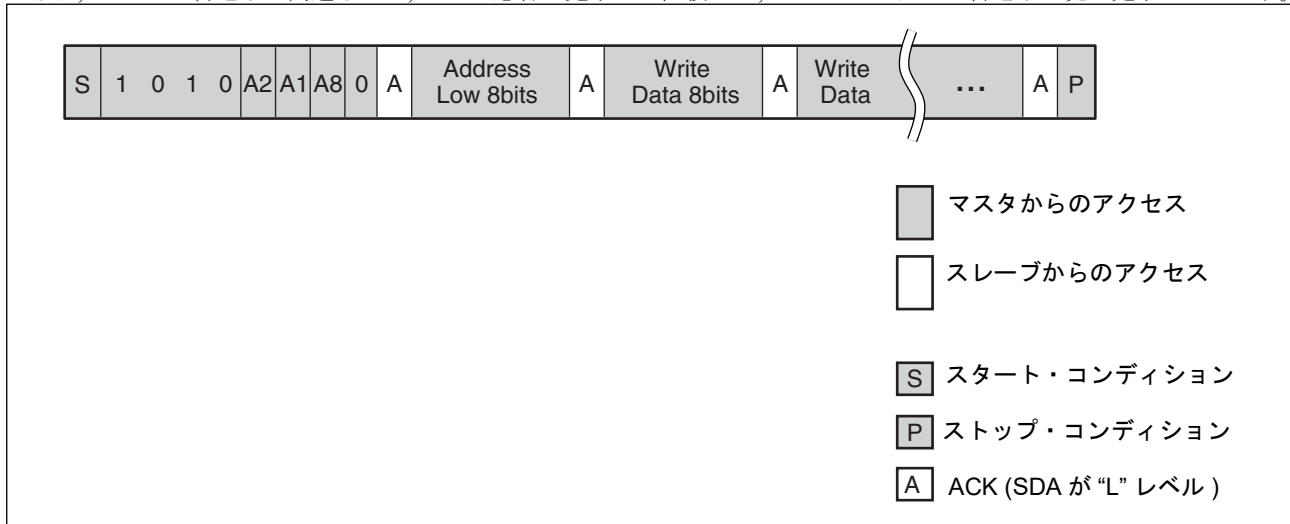 S 1 0 1 0 A2 A1 A8 0 A Address Low 8bits A Write Data 8bits A Write Data ... A P
マスタからのアクセス
スレーブからのアクセス
S スタート・コンディション
P ストップ・コンディション
A ACK (SDA が “L” レベル )